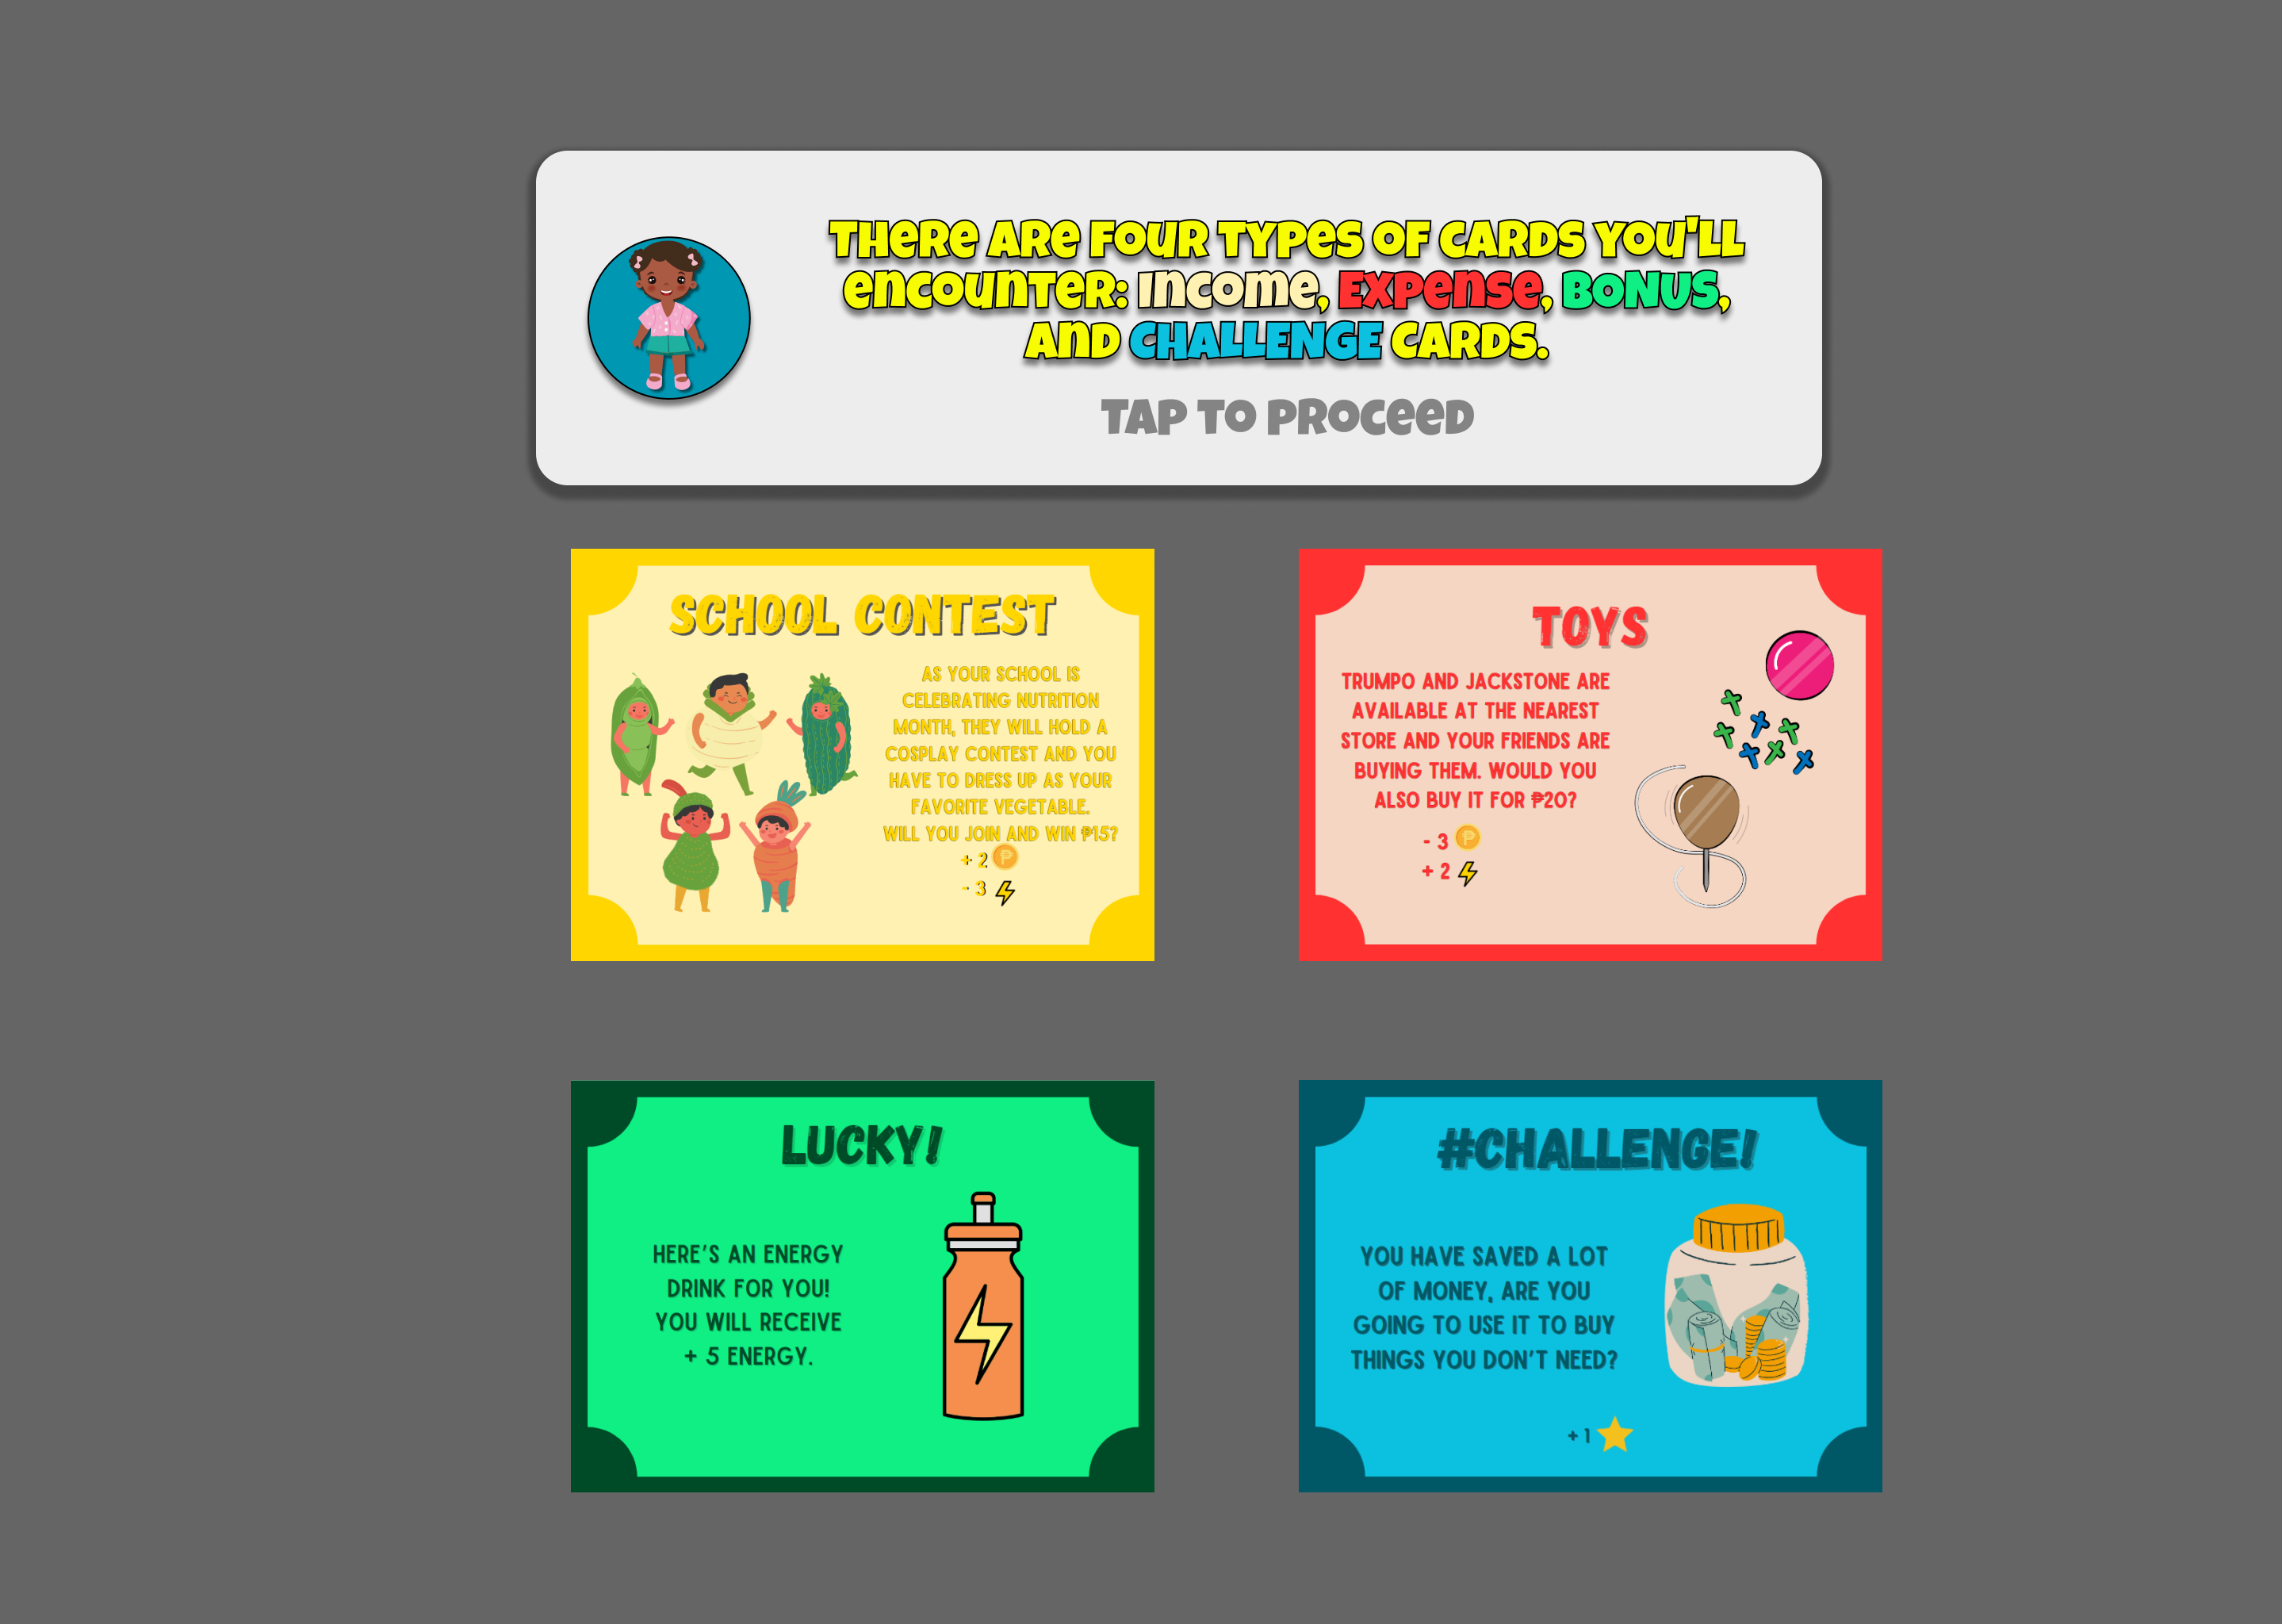 THERE ARE FOUR TYPES OF CARDS YOU'LL
ENCOUNTER: INCOME, EXPENSE, BONUS,
AND CHALLENGE CARDS.
TAP TO PROCEED
SCHOOL CONTEST
AS YOUR SCHOOL IS
CELEBRATING NUTRITION
MONTH, THEY WILL HOLD A
COSPLAY CONTEST AND YOU
HAVE TO DRESS UP AS YOUR
FAVORITE VEGETABLE.
WILL YOU JOIN AND WIN ₱15?
+ 2 ₱
- 3
TOYS
TRUMPO AND JACKSTONE ARE
AVAILABLE AT THE NEAREST
STORE AND YOUR FRIENDS ARE
BUYING THEM. WOULD YOU
ALSO BUY IT FOR ₱20?
- 3 ₱
+ 2
LUCKY!
HERE'S AN ENERGY
DRINK FOR YOU!
YOU WILL RECEIVE
+ 5 ENERGY.
#CHALLENGE!
YOU HAVE SAVED A LOT
OF MONEY, ARE YOU
GOING TO USE IT TO BUY
THINGS YOU DON'T NEED?
+ 1